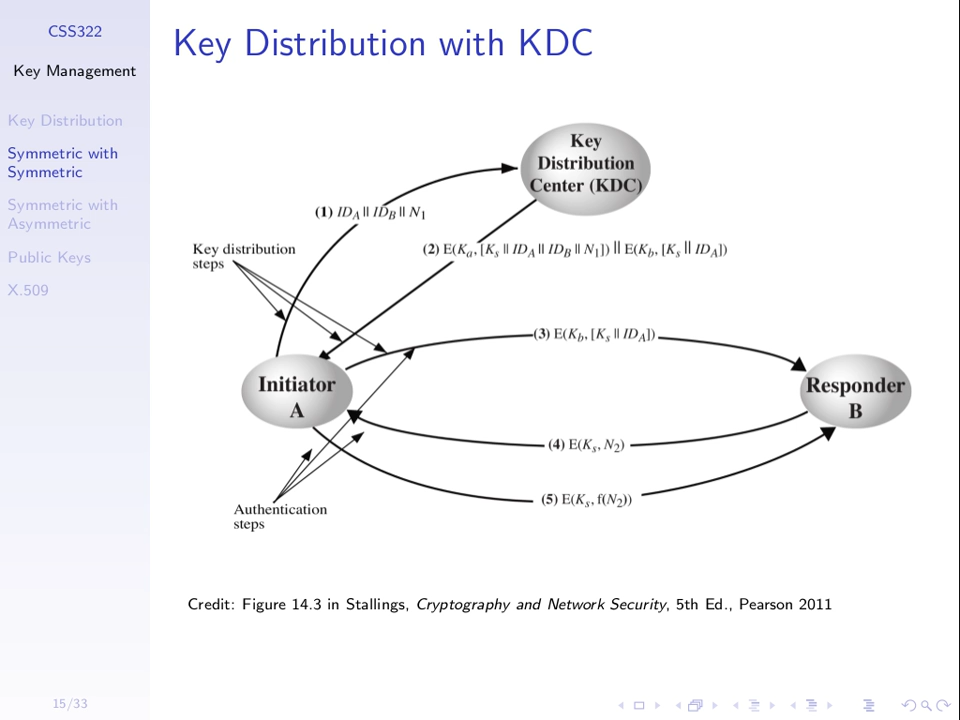 CSS322
Key Management
Key Distribution
Symmetric with
Symmetric
Symmetric with
Asymmetric
Public Keys
X.509
15/33
Key Distribution with KDC
Key
Distribution
Center (KDC)
(1) ID_A || ID_B || N_1
Key distribution
steps
(2) E(K_a, [K_s || ID_A || ID_B || N_1]) || E(K_b, [K_s || ID_A])
(3) E(K_b, [K_s || ID_A])
Initiator
A
Responder
B
(4) E(K_s, N_2)
(5) E(K_s, f(N_2))
Authentication
steps
Credit: Figure 14.3 in Stallings, Cryptography and Network Security, 5th Ed., Pearson 2011